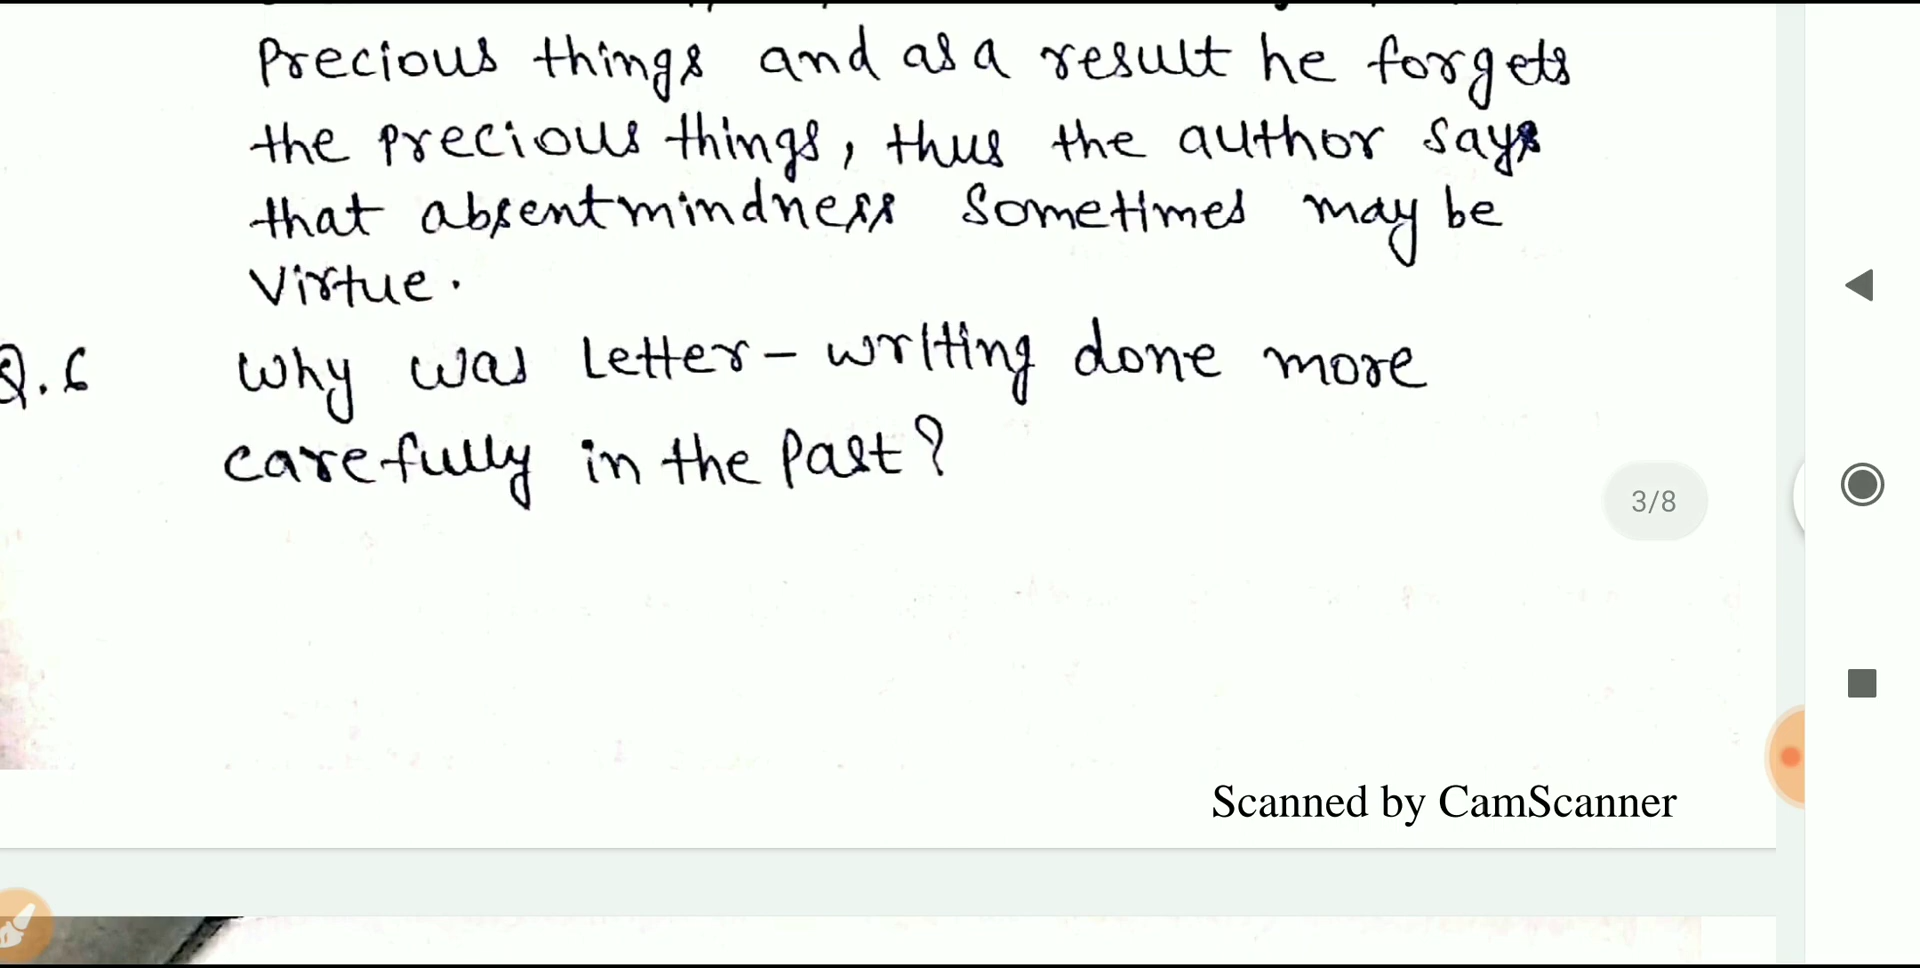 Precious things and as a result he forgets
the precious things, thus the author says
that absentmindness Sometimes may be
Virtue.
Q.6 Why was Letter-writing done more
carefully in the Past?
3/8
Scanned by CamScanner